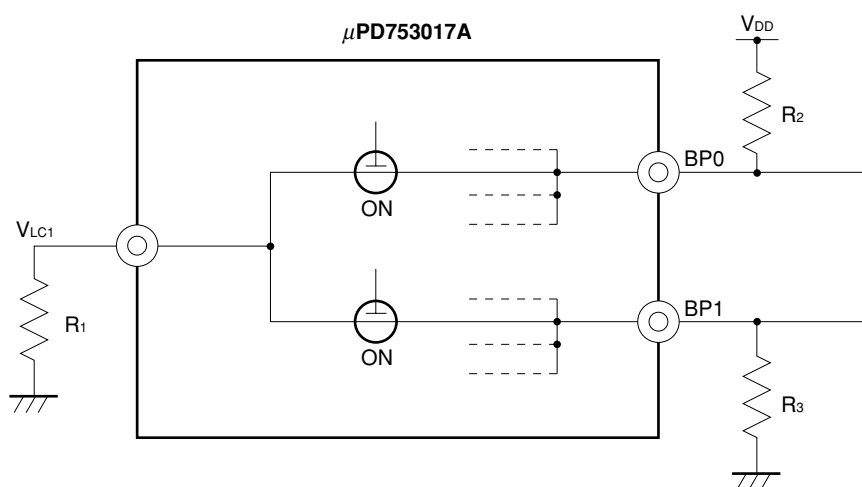 μPD753017A
VDD
R2
BP0
ON
VLC1
R1
BP1
ON
R3